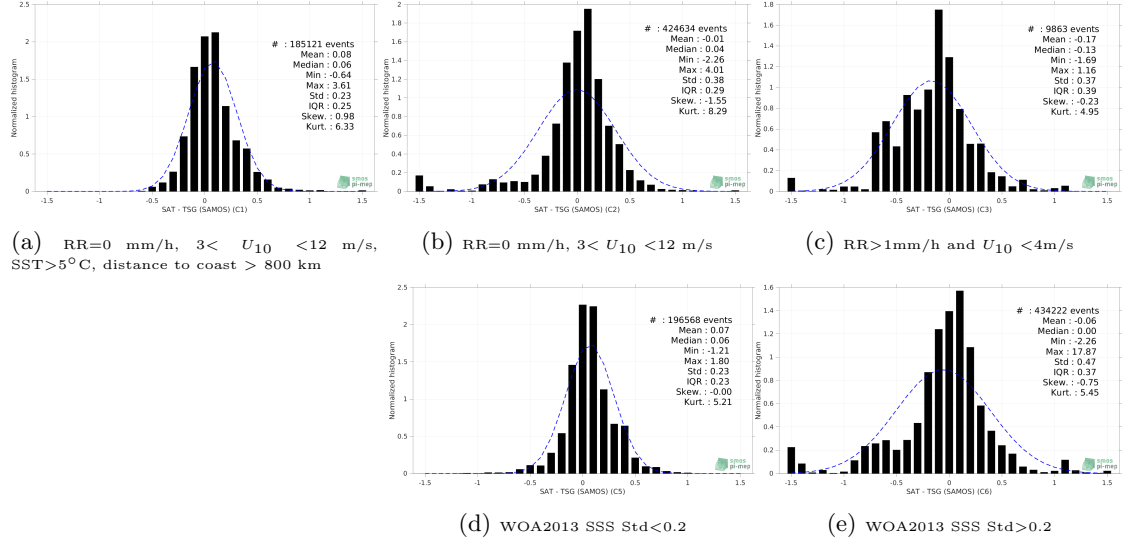 Normalized histogram
2.5
2
1.5
1
0.5
0
-1.5 -1 -0.5 0 0.5 1 1.5
# : 185121 events
Mean : 0.08
Median : 0.06
Min : -0.64
Max : 3.61
Std : 0.23
IQR : 0.25
Skew. : 0.98
Kurt. : 6.33
smos
pi-mep
SAT - TSG (SAMOS) (C1)
(a) RR=0 mm/h, 3< U10 <12 m/s,
SST>5°C, distance to coast > 800 km
Normalized histogram
2
1.8
1.6
1.4
1.2
1
0.8
0.6
0.4
0.2
0
-1.5 -1 -0.5 0 0.5 1 1.5
# : 424634 events
Mean : -0.01
Median : 0.04
Min : -2.26
Max : 4.01
Std : 0.38
IQR : 0.29
Skew. : -1.55
Kurt. : 8.29
smos
pi-mep
SAT - TSG (SAMOS) (C2)
(b) RR=0 mm/h, 3< U10 <12 m/s
Normalized histogram
1.8
1.6
1.4
1.2
1
0.8
0.6
0.4
0.2
0
-1.5 -1 -0.5 0 0.5 1 1.5
# : 9863 events
Mean : -0.17
Median : -0.13
Min : -1.69
Max : 1.16
Std : 0.37
IQR : 0.39
Skew. : -0.23
Kurt. : 4.95
smos
pi-mep
SAT - TSG (SAMOS) (C3)
(c) RR>1mm/h and U10 <4m/s
Normalized histogram
2.5
2
1.5
1
0.5
0
-1.5 -1 -0.5 0 0.5 1 1.5
# : 196568 events
Mean : 0.07
Median : 0.06
Min : -1.21
Max : 1.80
Std : 0.23
IQR : 0.23
Skew. : -0.00
Kurt. : 5.21
smos
pi-mep
SAT - TSG (SAMOS) (C5)
(d) WOA2013 SSS Std<0.2
Normalized histogram
1.6
1.4
1.2
1
0.8
0.6
0.4
0.2
0
-1.5 -1 -0.5 0 0.5 1 1.5
# : 434222 events
Mean : -0.06
Median : 0.00
Min : -2.26
Max : 17.87
Std : 0.47
IQR : 0.37
Skew. : -0.75
Kurt. : 5.45
smos
pi-mep
SAT - TSG (SAMOS) (C6)
(e) WOA2013 SSS Std>0.2